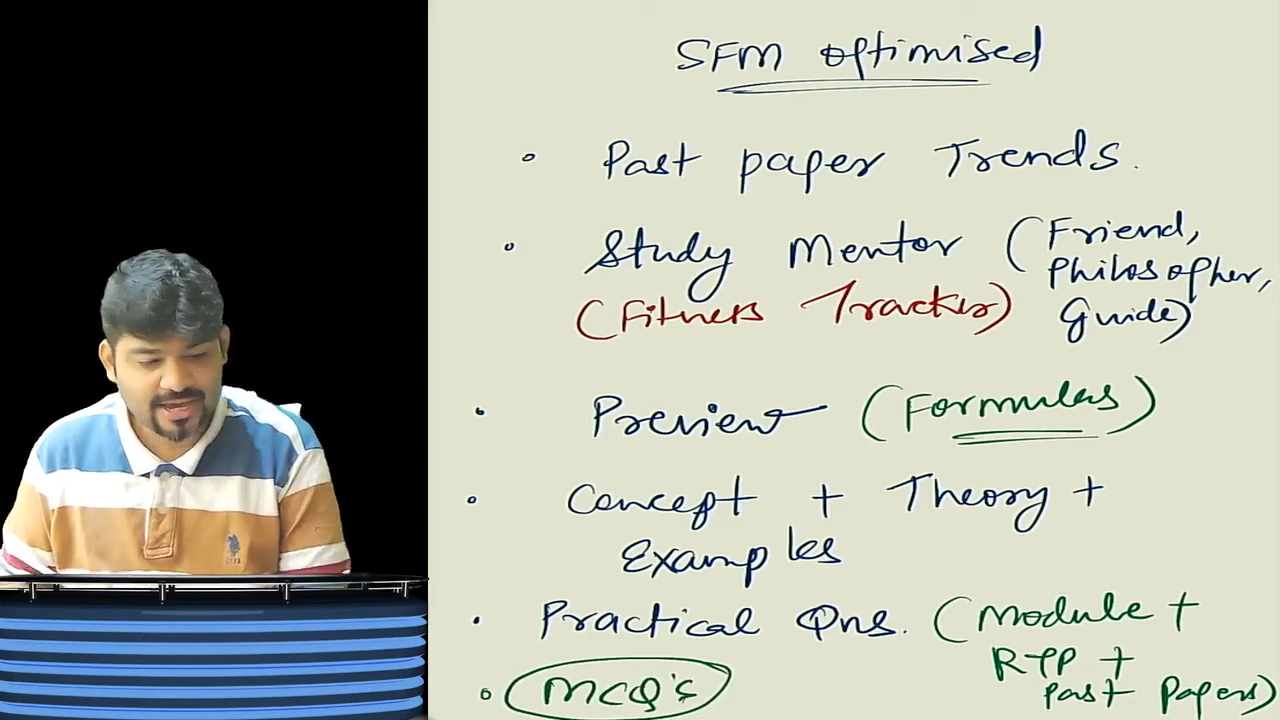 SFM optimised
• Past paper Trends.
• Study Mentor (Friend, Philosopher, Guide)
(Fitness Tracker)
• Preview (Formulas)
• Concept + Theory +
Examples
• Practical Qns. (Module +
RTP +
Past Papers)
• MCQ's